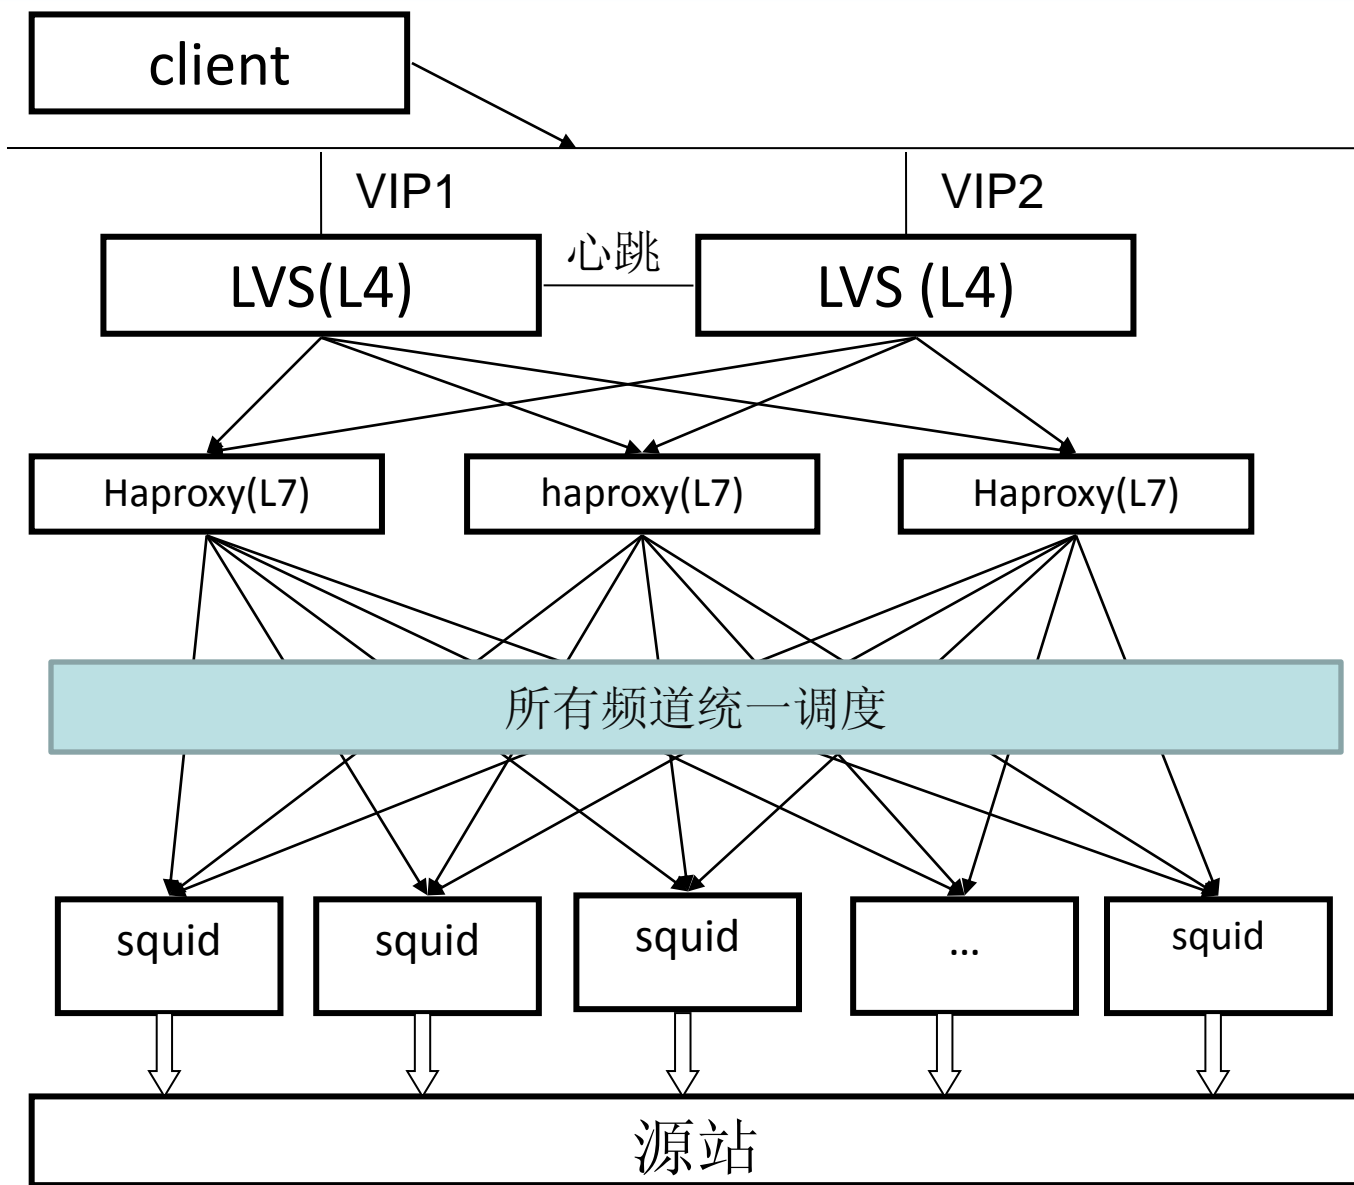 client
VIP1
VIP2
心跳
LVS(L4)
LVS (L4)
Haproxy(L7)
haproxy(L7)
Haproxy(L7)
所有频道统一调度
squid
squid
squid
...
squid
源站